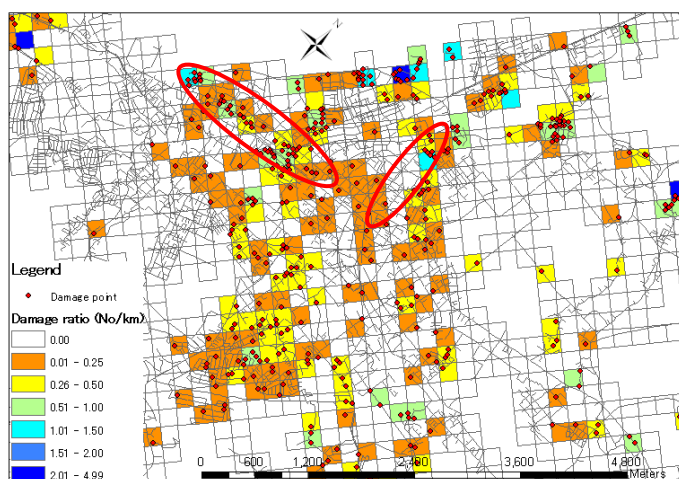 N
Legend
Damage point
Damage ratio (No/km)
0.00
0.01 - 0.25
0.26 - 0.50
0.51 - 1.00
1.01 - 1.50
1.51 - 2.00
2.01 - 4.99
0 600 1,200 2,400 3,600 4,800
Meters